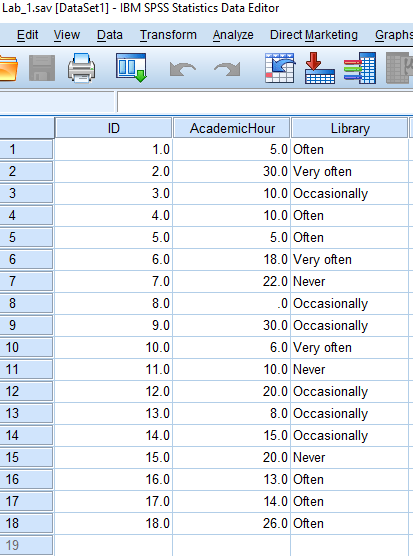 Lab_1.sav [DataSet1] - IBM SPSS Statistics Data Editor
Edit View Data Transform Analyze Direct Marketing Graphs
ID AcademicHour Library
1 1.0 5.0 Often
2 2.0 30.0 Very often
3 3.0 10.0 Occasionally
4 4.0 10.0 Often
5 5.0 5.0 Often
6 6.0 18.0 Very often
7 7.0 22.0 Never
8 8.0 .0 Occasionally
9 9.0 30.0 Occasionally
10 10.0 6.0 Very often
11 11.0 10.0 Never
12 12.0 20.0 Occasionally
13 13.0 8.0 Occasionally
14 14.0 15.0 Occasionally
15 15.0 20.0 Never
16 16.0 13.0 Often
17 17.0 14.0 Often
18 18.0 26.0 Often
19